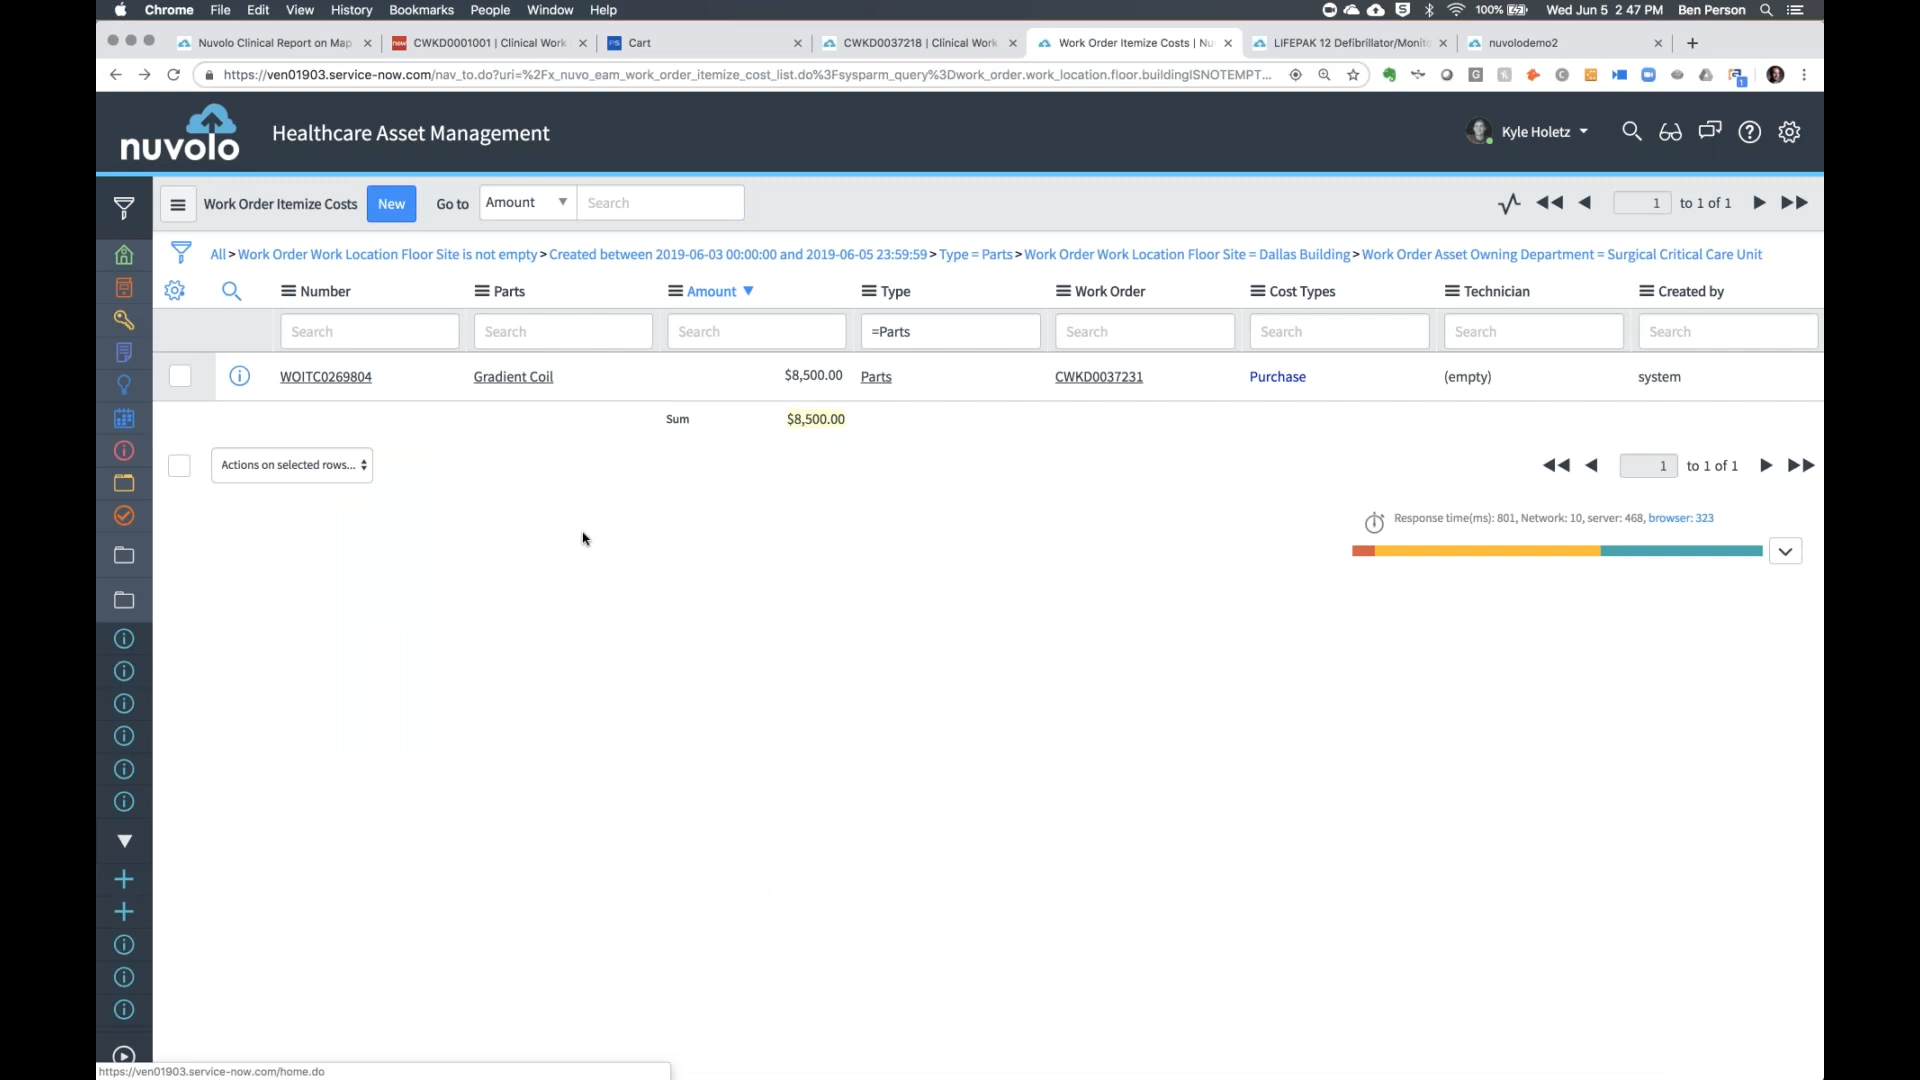 Chrome File Edit View History Bookmarks People Window Help 100% Wed Jun 5 2 47 PM Ben Person
Nuvolo Clinical Report on Map CWKD0001001 | Clinical Work Cart CWKD0037218 | Clinical Work Work Order Itemize Costs | Nu LIFEPAK 12 Defibrillator/Monito nuvolodemo2
https://ven01903.service-now.com/nav_to.do?uri=%2Fx_nuvo_eam_work_order_itemize_cost_list.do%3Fsysparm_query%3Dwork_order.work_location.floor.buildingISNOTEMPT...
nuvolo Healthcare Asset Management Kyle Holetz
Work Order Itemize Costs New Go to Amount Search 1 to 1 of 1
All > Work Order Work Location Floor Site is not empty > Created between 2019-06-03 00:00:00 and 2019-06-05 23:59:59 > Type = Parts > Work Order Work Location Floor Site = Dallas Building > Work Order Asset Owning Department = Surgical Critical Care Unit
Number Parts Amount Type Work Order Cost Types Technician Created by
Search Search Search =Parts Search Search Search Search
WOITC0269804 Gradient Coil $8,500.00 Parts CWKD0037231 Purchase (empty) system
Sum $8,500.00
Actions on selected rows... 1 to 1 of 1
Response time(ms): 801, Network: 10, server: 468, browser: 323
https://ven01903.service-now.com/home.do